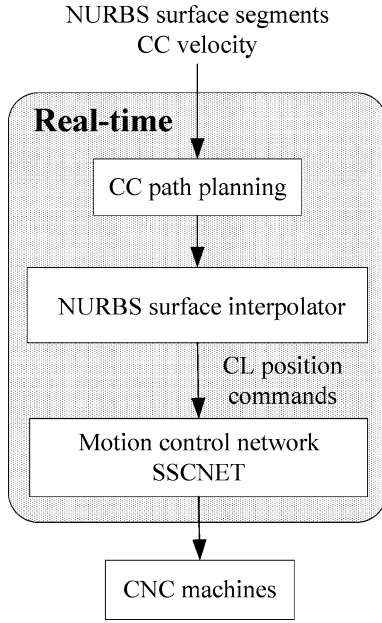 NURBS surface segments
CC velocity
Real-time
CC path planning
NURBS surface interpolator
CL position
commands
Motion control network
SSCNET
CNC machines